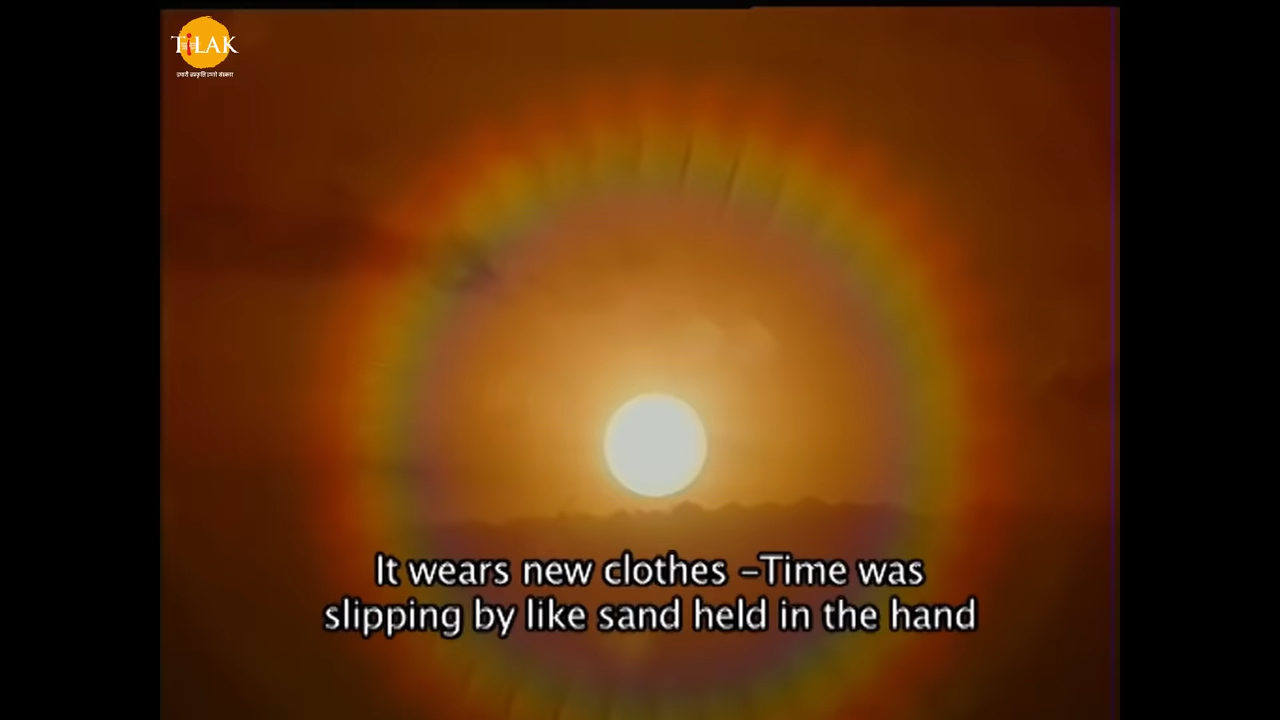 TiLAK
It wears new clothes –Time was
slipping by like sand held in the hand